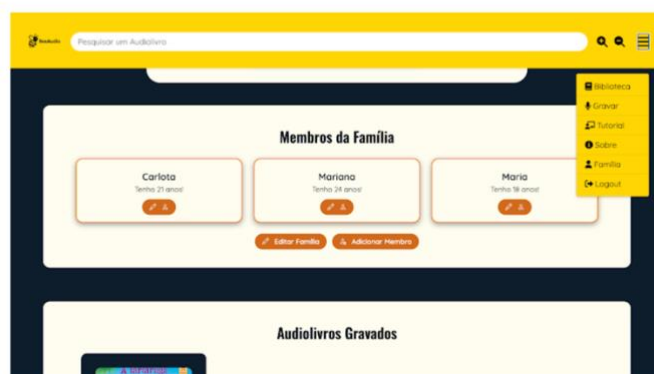 BeeAudio
Pesquisar um Audiolivro
Biblioteca
Gravar
Tutorial
Sobre
Família
Logout
Membros da Família
Carlota
Tenho 21 anos!
Mariana
Tenho 24 anos!
Maria
Tenho 18 anos!
Editar Família
Adicionar Membro
Audiolivros Gravados